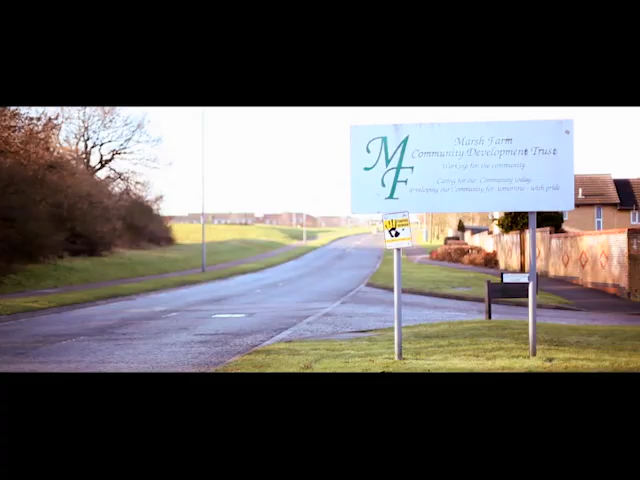 MF
Marsh Farm
Community Development Trust
Working for the community
Caring for our Community today,
developing our Community for tomorrow - with pride